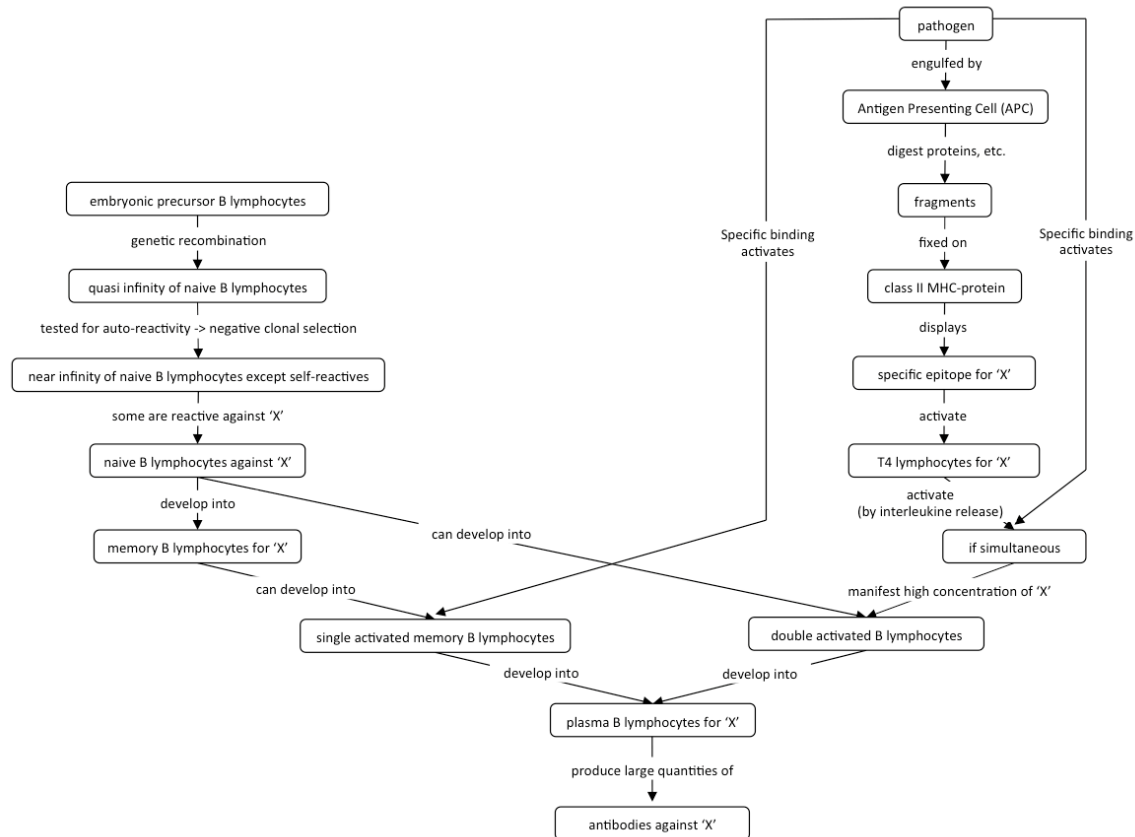 pathogen
engulfed by
Antigen Presenting Cell (APC)
digest proteins, etc.
embryonic precursor B lymphocytes
fragments
genetic recombination
Specific binding
activates
fixed on
Specific binding
activates
quasi infinity of naive B lymphocytes
class II MHC-protein
tested for auto-reactivity -> negative clonal selection
displays
near infinity of naive B lymphocytes except self-reactives
specific epitope for ‘X’
some are reactive against ‘X’
activate
naive B lymphocytes against ‘X’
T4 lymphocytes for ‘X’
develop into
activate
(by interleukine release)
can develop into
memory B lymphocytes for ‘X’
if simultaneous
can develop into
manifest high concentration of ‘X’
single activated memory B lymphocytes
double activated B lymphocytes
develop into
develop into
plasma B lymphocytes for ‘X’
produce large quantities of
antibodies against ‘X’